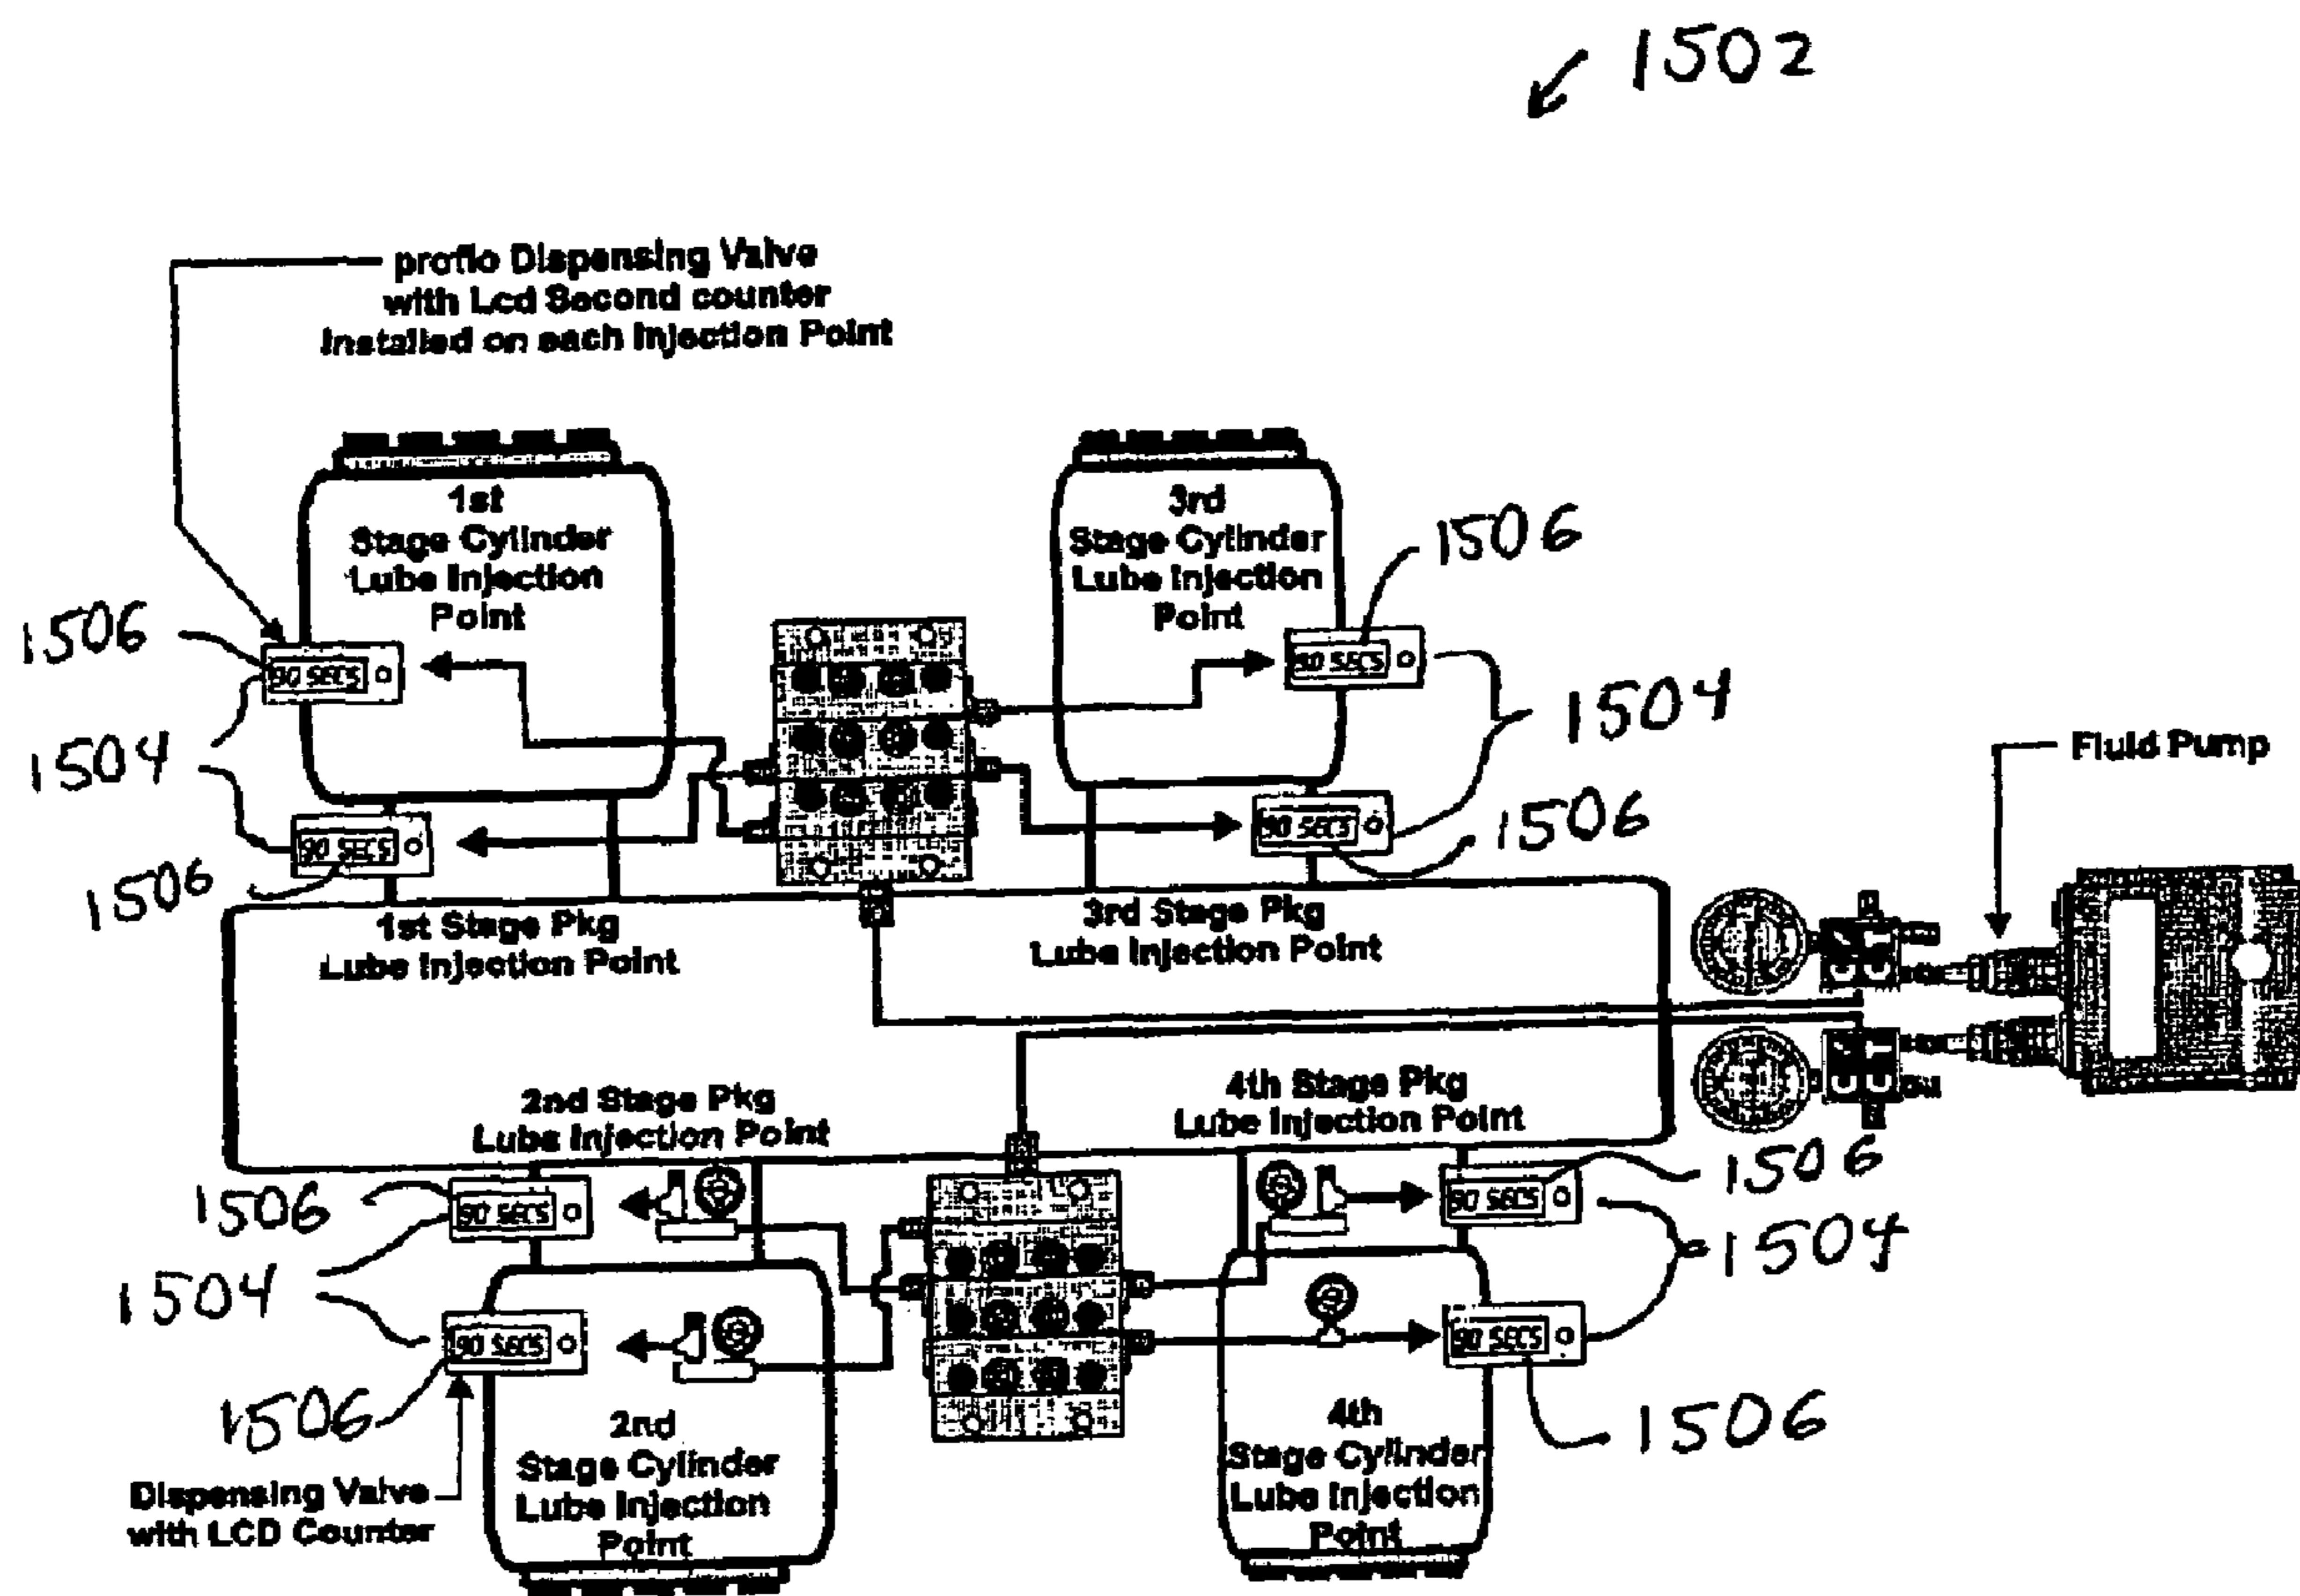 1502
proflo Dispensing Valve
with Lcd Second counter
Installed on each Injection Point
1st
Stage Cylinder
Lube Injection
Point
3rd
Stage Cylinder
Lube Injection
Point
1506
1506
90 SECS
90 SECS
1504
1504
Fluid Pump
90 SECS
90 SECS
1506
1506
1st Stage Pkg
Lube Injection Point
3rd Stage Pkg
Lube Injection Point
2nd Stage Pkg
Lube Injection Point
4th Stage Pkg
Lube Injection Point
1506
1506
90 SECS
90 SECS
1504
1504
90 SECS
90 SECS
1506
1506
2nd
Stage Cylinder
Lube Injection
Point
4th
Stage Cylinder
Lube Injection
Point
Dispensing Valve
with LCD Counter